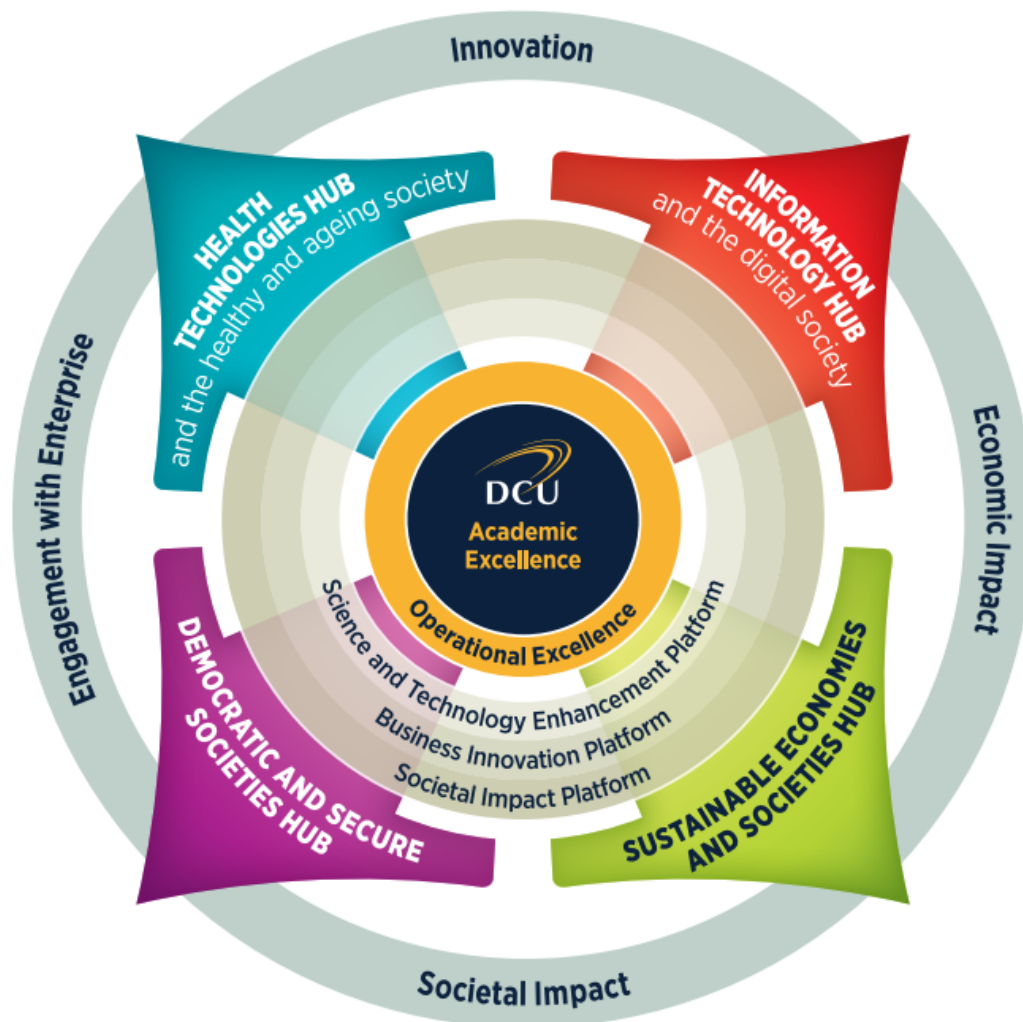 Innovation
HEALTH
TECHNOLOGIES HUB
and the healthy and ageing society
INFORMATION
TECHNOLOGY HUB
and the digital society
Engagement with Enterprise
Economic Impact
DCU
Academic
Excellence
Operational Excellence
Science and Technology Enhancement Platform
Business Innovation Platform
Societal Impact Platform
DEMOCRATIC AND SECURE
SOCIETIES HUB
SUSTAINABLE ECONOMIES
AND SOCIETIES HUB
Societal Impact